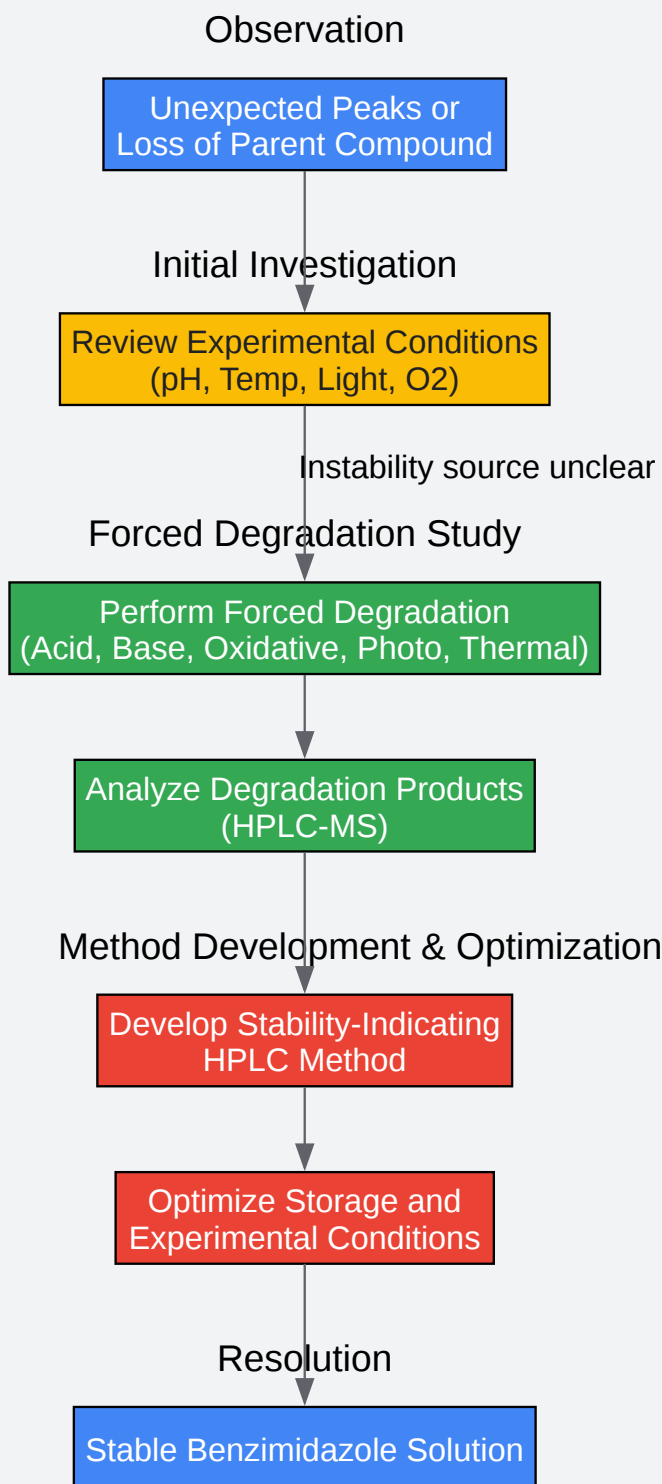 Observation
Unexpected Peaks or
Loss of Parent Compound
Initial Investigation
Review Experimental Conditions
(pH, Temp, Light, O2)
Instability source unclear
Forced Degradation Study
Perform Forced Degradation
(Acid, Base, Oxidative, Photo, Thermal)
Analyze Degradation Products
(HPLC-MS)
Method Development & Optimization
Develop Stability-Indicating
HPLC Method
Optimize Storage and
Experimental Conditions
Resolution
Stable Benzimidazole Solution